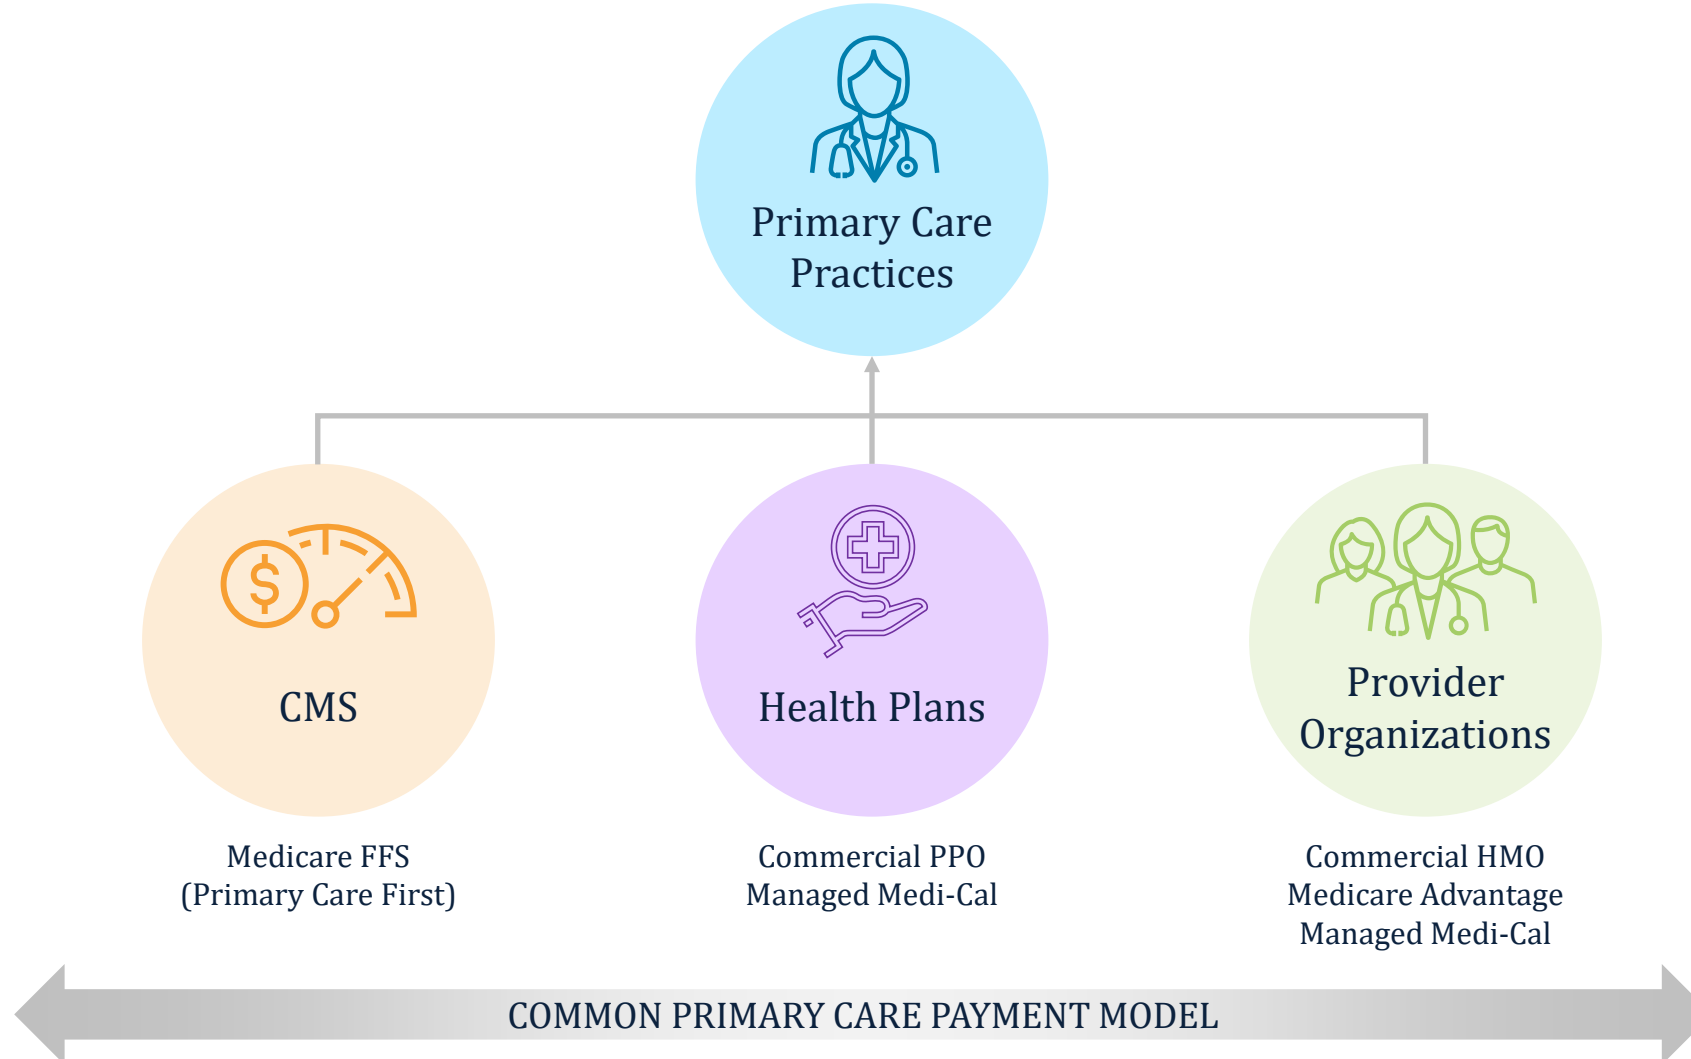 Primary Care
Practices
CMS
Health Plans
Provider
Organizations
Medicare FFS
(Primary Care First)
Commercial PPO
Managed Medi-Cal
Commercial HMO
Medicare Advantage
Managed Medi-Cal
COMMON PRIMARY CARE PAYMENT MODEL